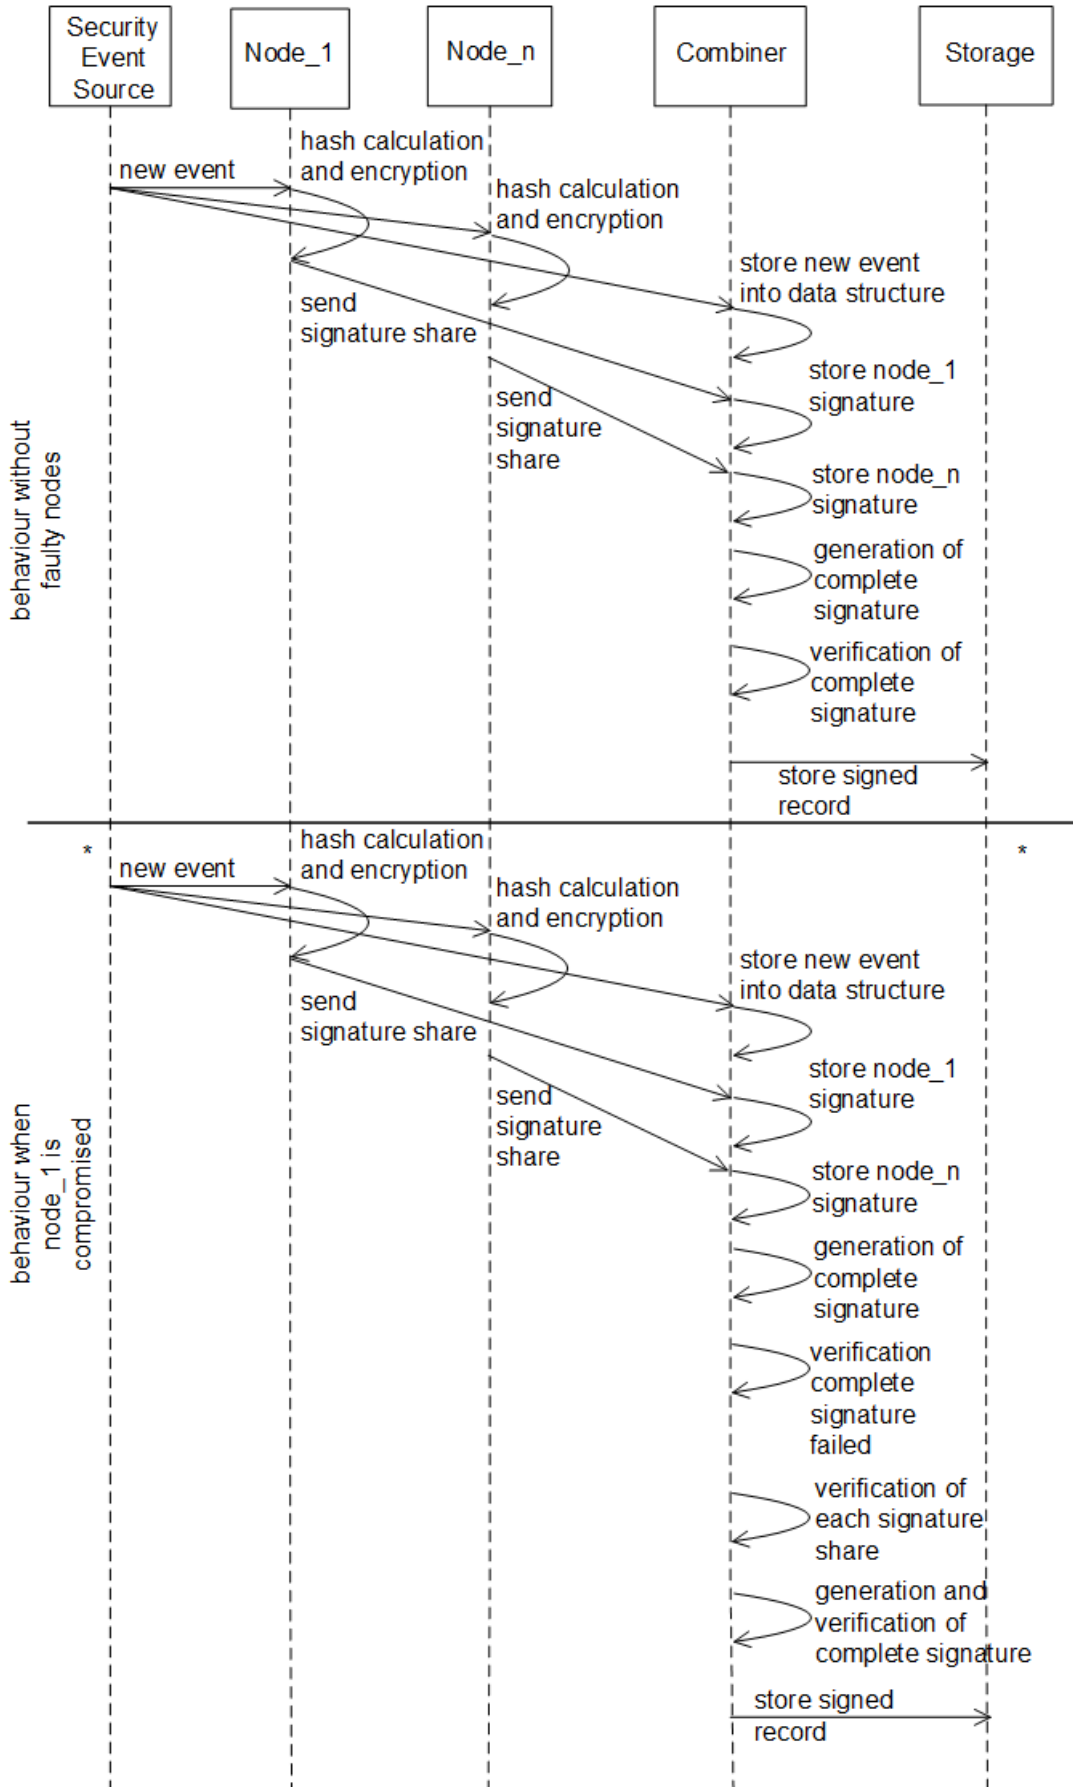 Security
Event
Source
Node_1
Node_n
Combiner
Storage
behaviour without
faulty nodes
new event
hash calculation
and encryption
hash calculation
and encryption
store new event
into data structure
send
signature share
store node_1
signature
send
signature
share
store node_n
signature
generation of
complete
signature
verification of
complete
signature
store signed
record
behaviour when
node_1 is
compromised
*
*
new event
hash calculation
and encryption
hash calculation
and encryption
store new event
into data structure
send
signature share
store node_1
signature
send
signature
share
store node_n
signature
generation of
complete
signature
verification
complete
signature
failed
verification of
each signature
share
generation and
verification of
complete signature
store signed
record